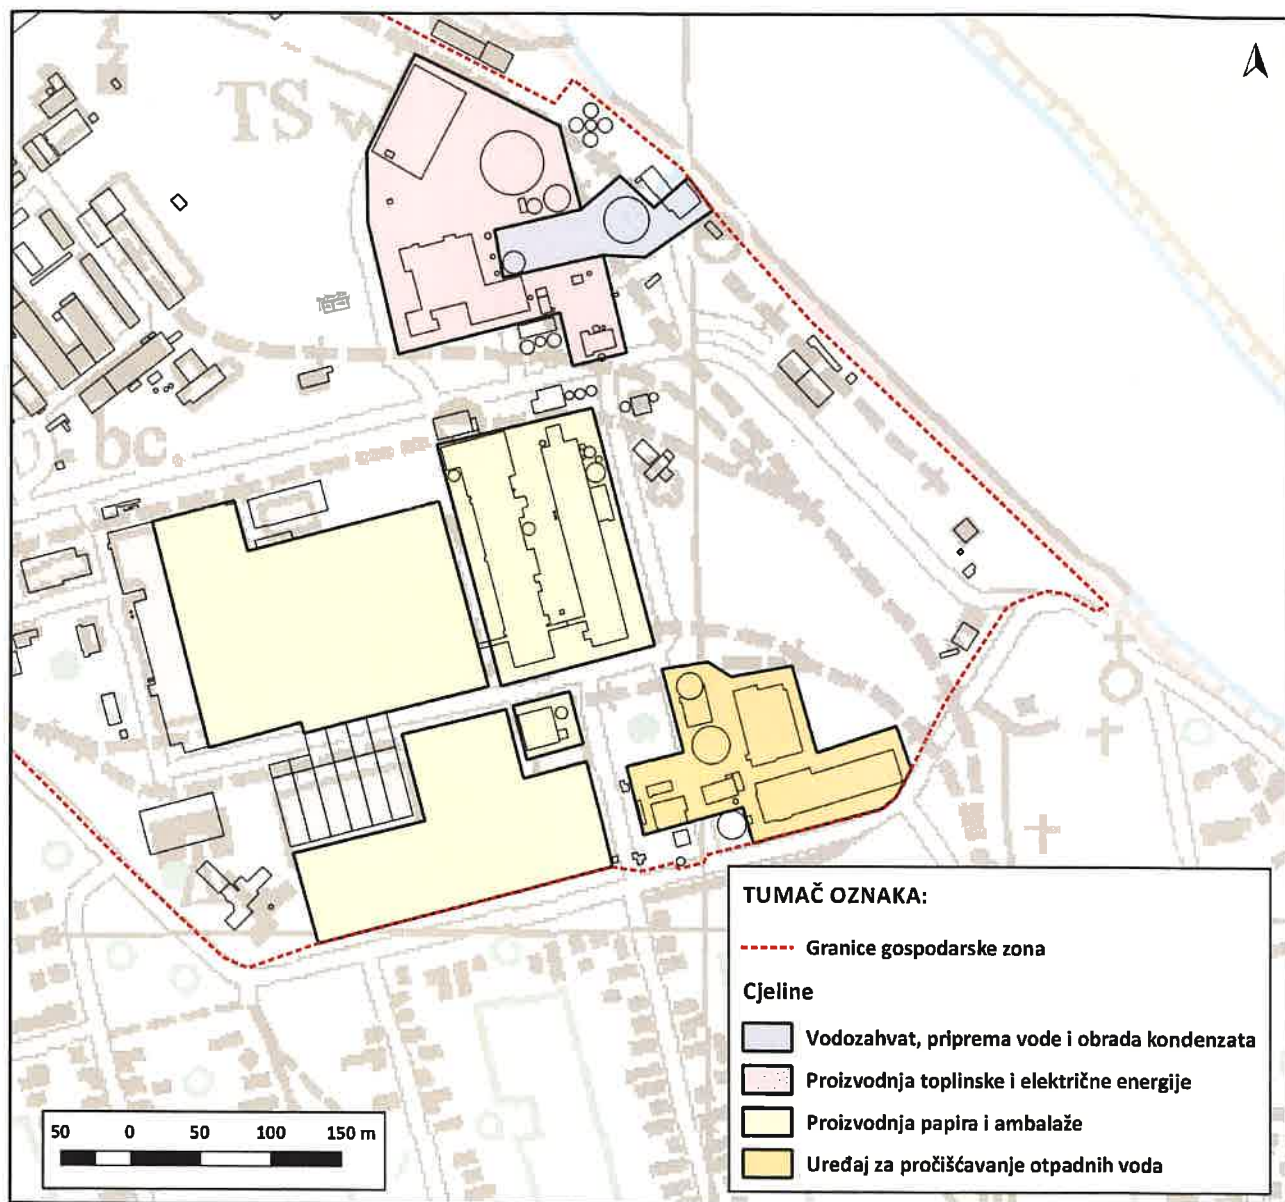 TS
bc.
TUMAČ OZNAKA:
Granice gospodarske zona
Cjeline
Vodozahvat, priprema vode i obrada kondenzata
Proizvodnja toplinske i električne energije
Proizvodnja papira i ambalaže
Uređaj za pročišćavanje otpadnih voda
50 0 50 100 150 m